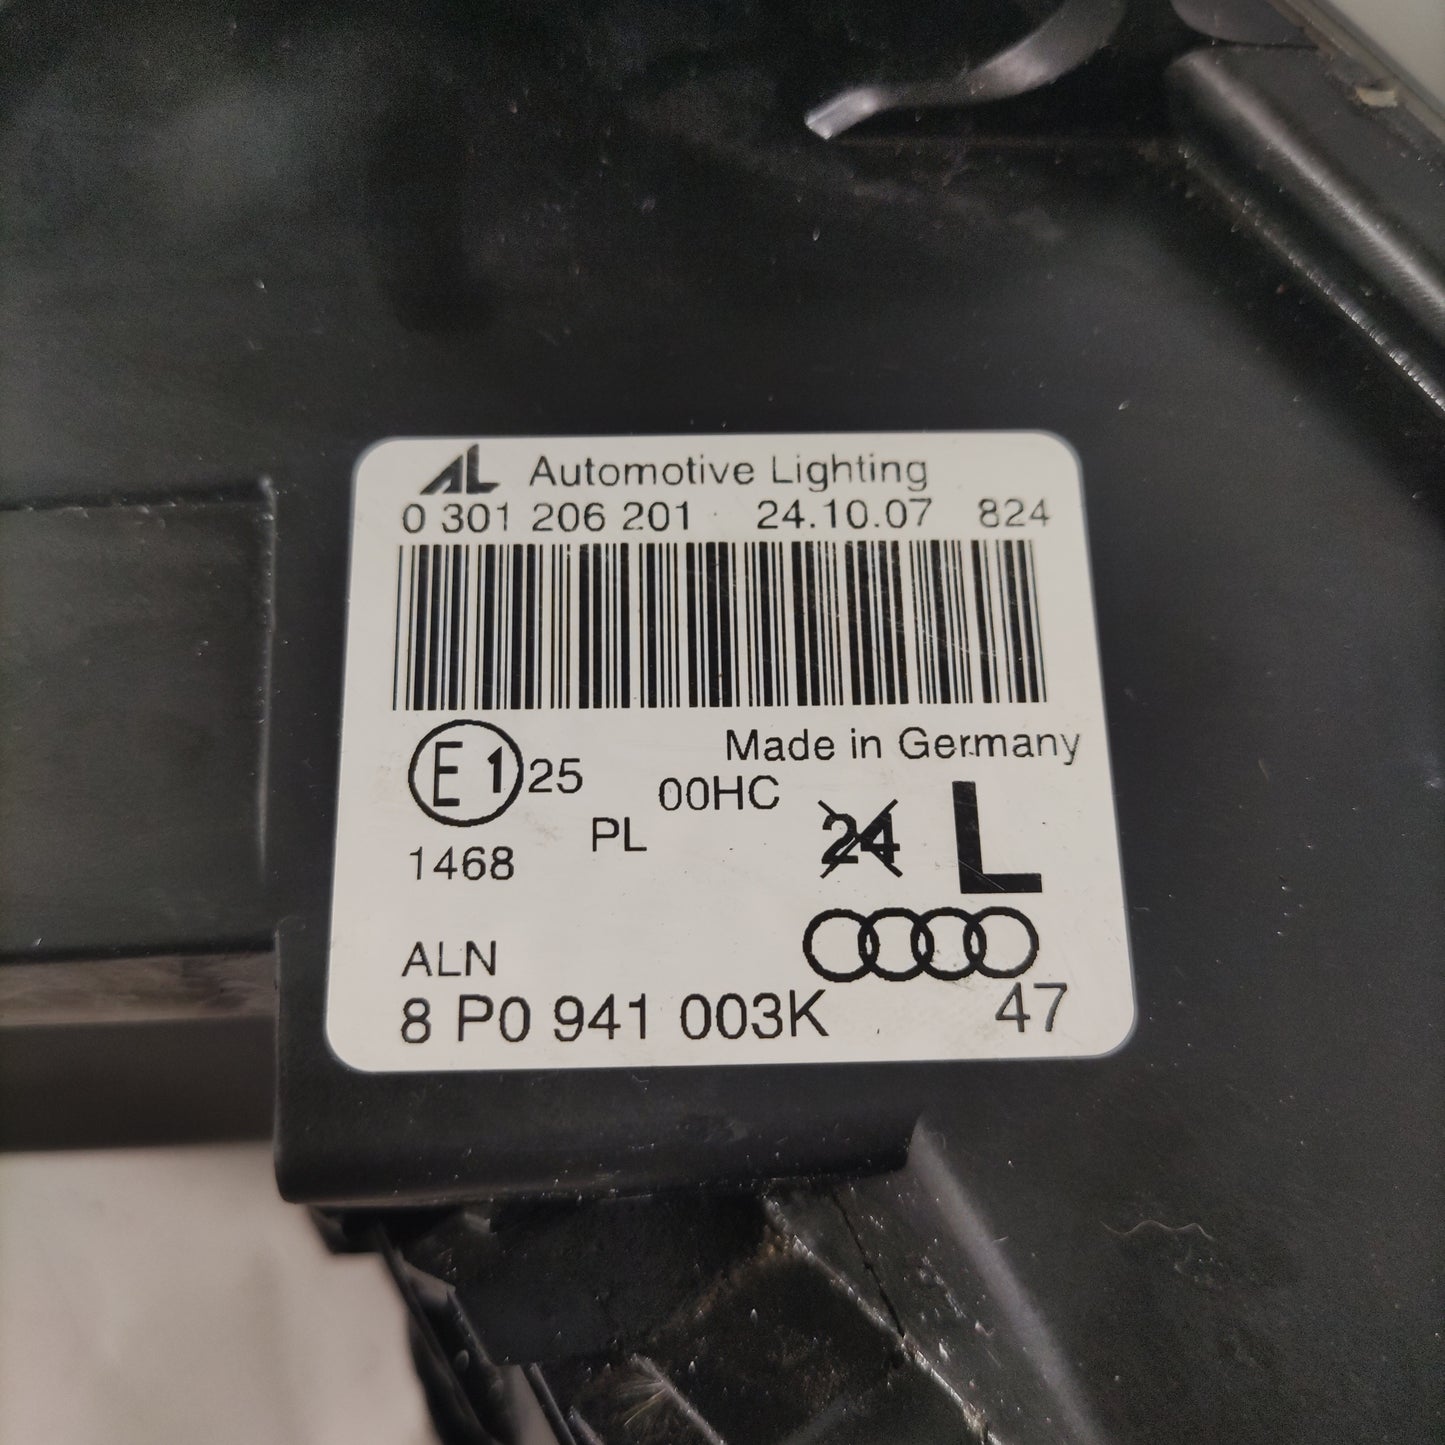 AL Automotive Lighting
0 301 206 201 24.10.07 824
Made in Germany
E1 25 00HC
24 L
PL
1468
ALN
8 P0 941 003K 47